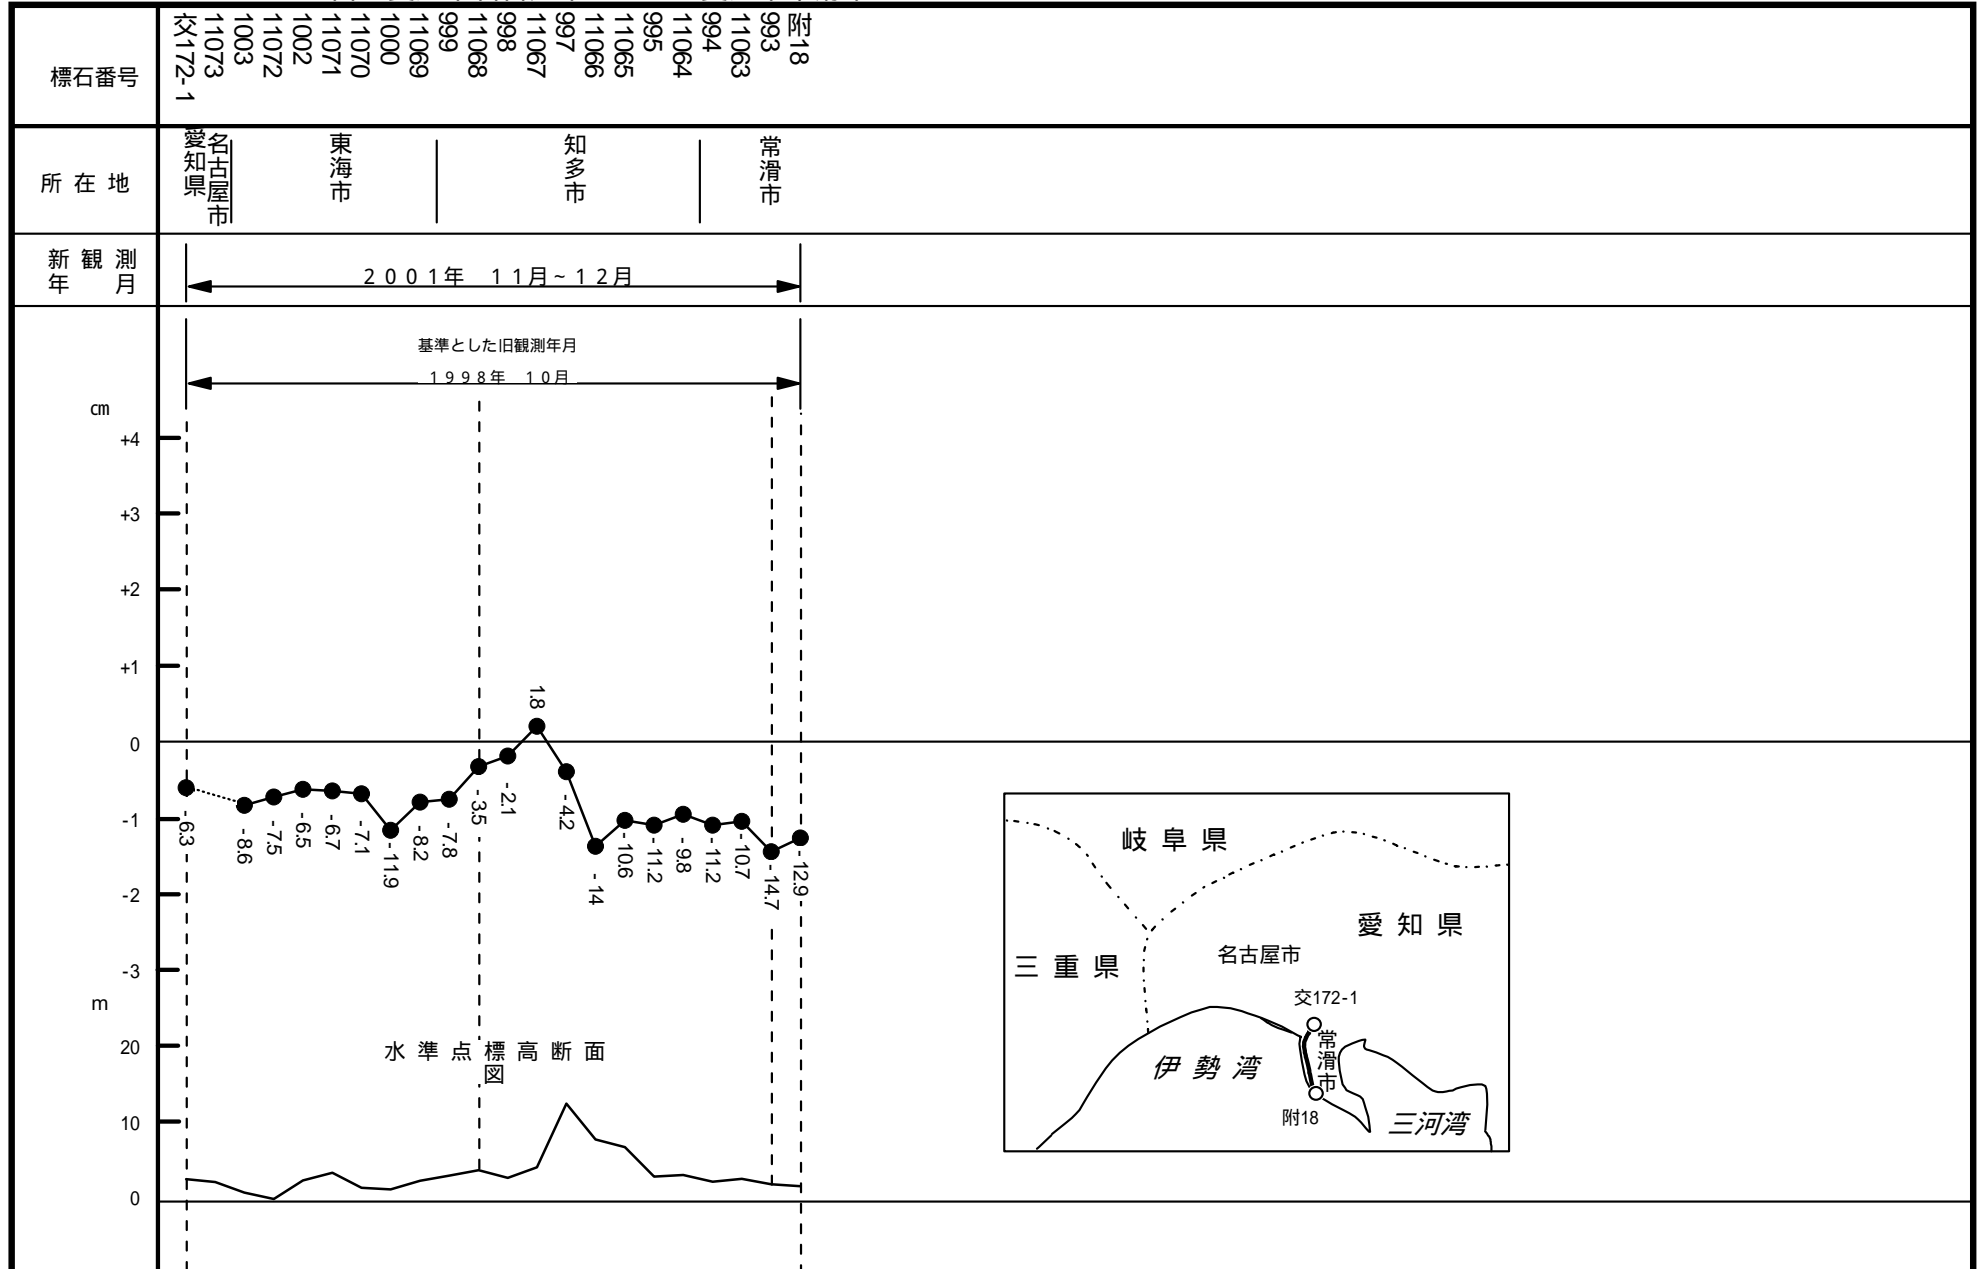 標石番号
交172-1
11073
1003
11072
1002
11071
11070
1000
11069
999
11068
998
11067
997
11066
11065
995
11064
994
11063
993
附18
所 在 地
愛知県
名古屋市
東海市
知多市
常滑市
新 観 測
年 月
2001年 11月~12月
基準とした旧観測年月
1998年 10月
cm
+4
+3
+2
+1
0
-1
-2
-3
-6.3
-8.6
-7.5
-6.5
-6.7
-7.1
-11.9
-8.2
-7.8
-3.5
-2.1
1.8
-4.2
-14
-10.6
-11.2
-9.8
-11.2
-10.7
-14.7
-12.9
m
20
10
0
水 準 点 標 高 断 面
図
岐 阜 県
愛 知 県
名古屋市
三 重 県
交172-1
常滑市
伊 勢 湾
附18
三河湾